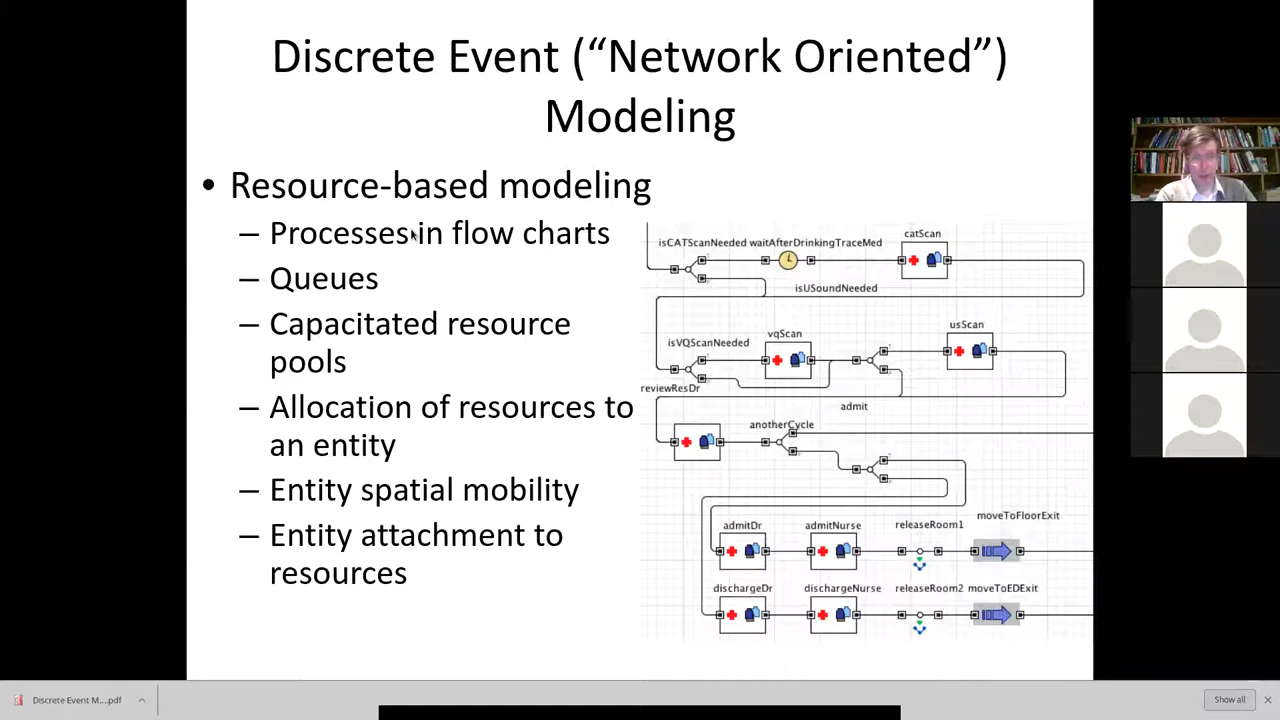 Discrete Event (“Network Oriented”)
Modeling
• Resource-based modeling
– Processes in flow charts
– Queues
– Capacitated resource
pools
– Allocation of resources to
an entity
– Entity spatial mobility
– Entity attachment to
resources
catScan
isCATScanNeeded waitAfterDrinkingTraceMed
isUSoundNeeded
usScan
vqScan
isVQScanNeeded
reviewResDr
admit
anotherCycle
moveToFloorExit
admitDr admitNurse releaseRoom1
dischargeDr dischargeNurse releaseRoom2 moveToEDExit
Discrete Event M....pdf
Show all